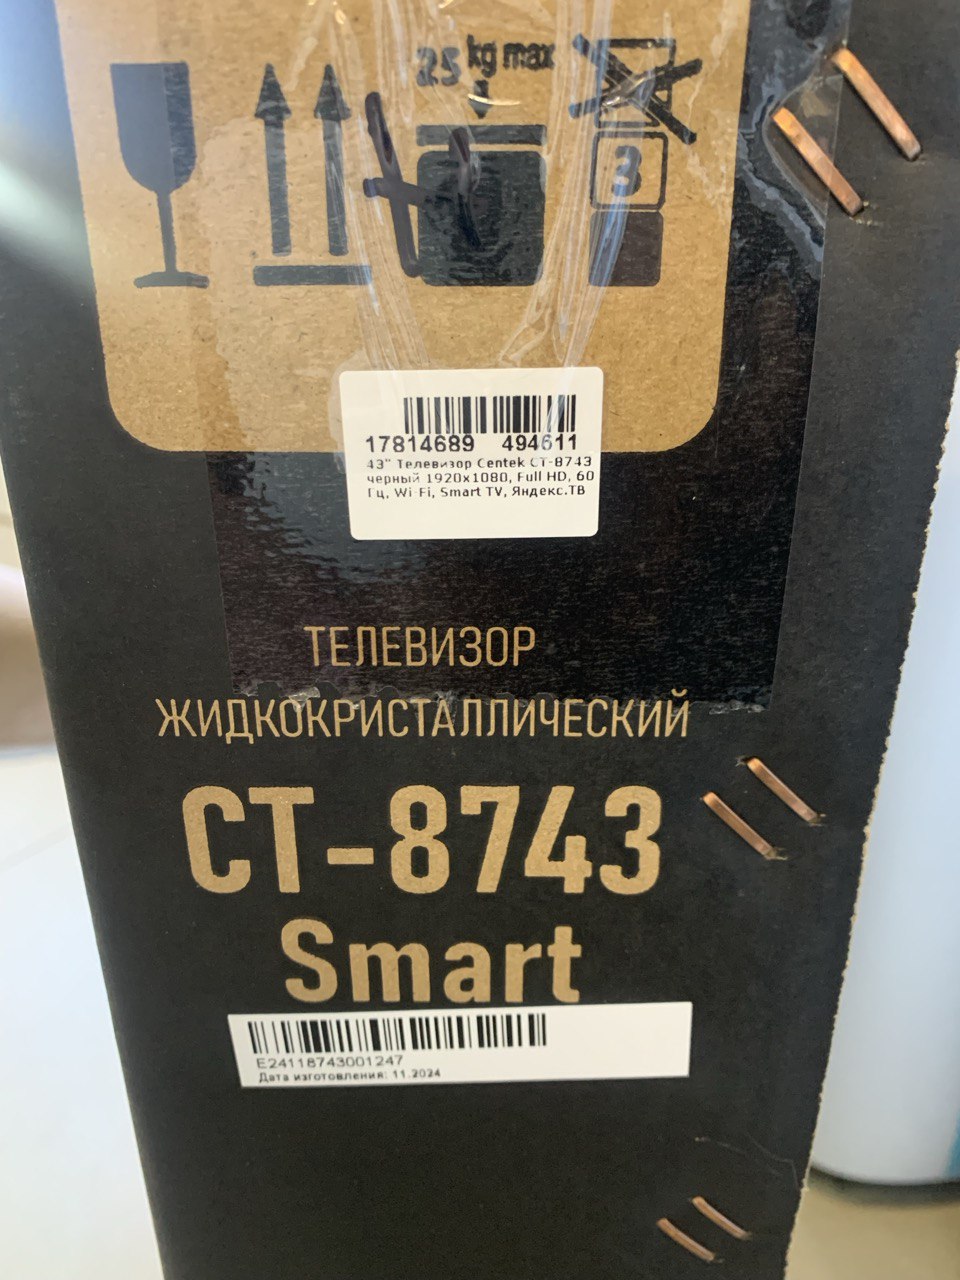 25 kg max
3
17814689 494611
43" Телевизор Centek CT-8743
черный 1920x1080, Full HD, 60
Гц, Wi-Fi, Smart TV, Яндекс.ТВ
ТЕЛЕВИЗОР
ЖИДКОКРИСТАЛЛИЧЕСКИЙ
CT-8743
Smart
E24118743001247
Дата изготовления: 11.2024